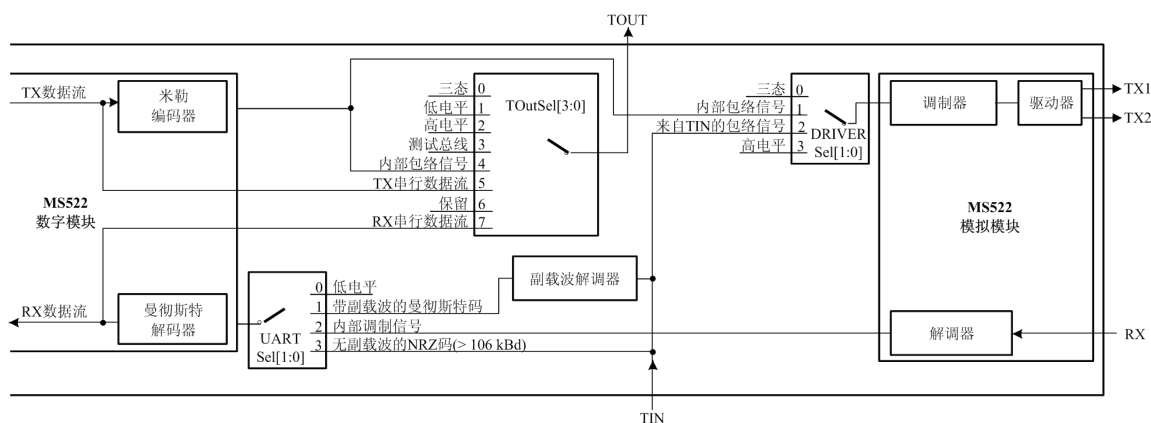 TOUT
TX数据流
米勒
编码器
三态 0
低电平 1
高电平 2
测试总线 3
内部包络信号 4
TX串行数据流 5
保留 6
RX串行数据流 7
TOutSel[3:0]
三态 0
内部包络信号 1
来自TIN的包络信号 2
高电平 3
DRIVER
Sel[1:0]
调制器
驱动器
TX1
TX2
MS522
数字模块
MS522
模拟模块
RX数据流
曼彻斯特
解码器
UART
Sel[1:0]
0 低电平
1 带副载波的曼彻斯特码
2 内部调制信号
3 无副载波的NRZ码(> 106 kBd)
副载波解调器
解调器
RX
TIN